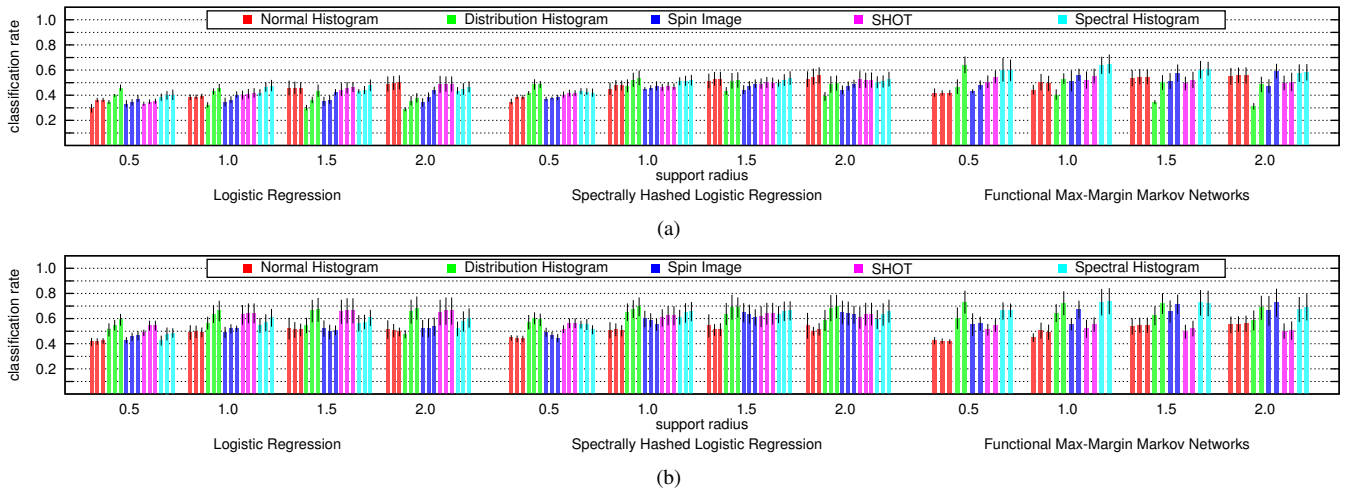 1.0
0.8
0.6
0.4
0.2
classification rate
Normal Histogram Distribution Histogram Spin Image SHOT Spectral Histogram
0.5 1.0 1.5 2.0 0.5 1.0 1.5 2.0 0.5 1.0 1.5 2.0
support radius
Logistic Regression Spectrally Hashed Logistic Regression Functional Max-Margin Markov Networks
(a)
1.0
0.8
0.6
0.4
0.2
classification rate
Normal Histogram Distribution Histogram Spin Image SHOT Spectral Histogram
0.5 1.0 1.5 2.0 0.5 1.0 1.5 2.0 0.5 1.0 1.5 2.0
support radius
Logistic Regression Spectrally Hashed Logistic Regression Functional Max-Margin Markov Networks
(b)